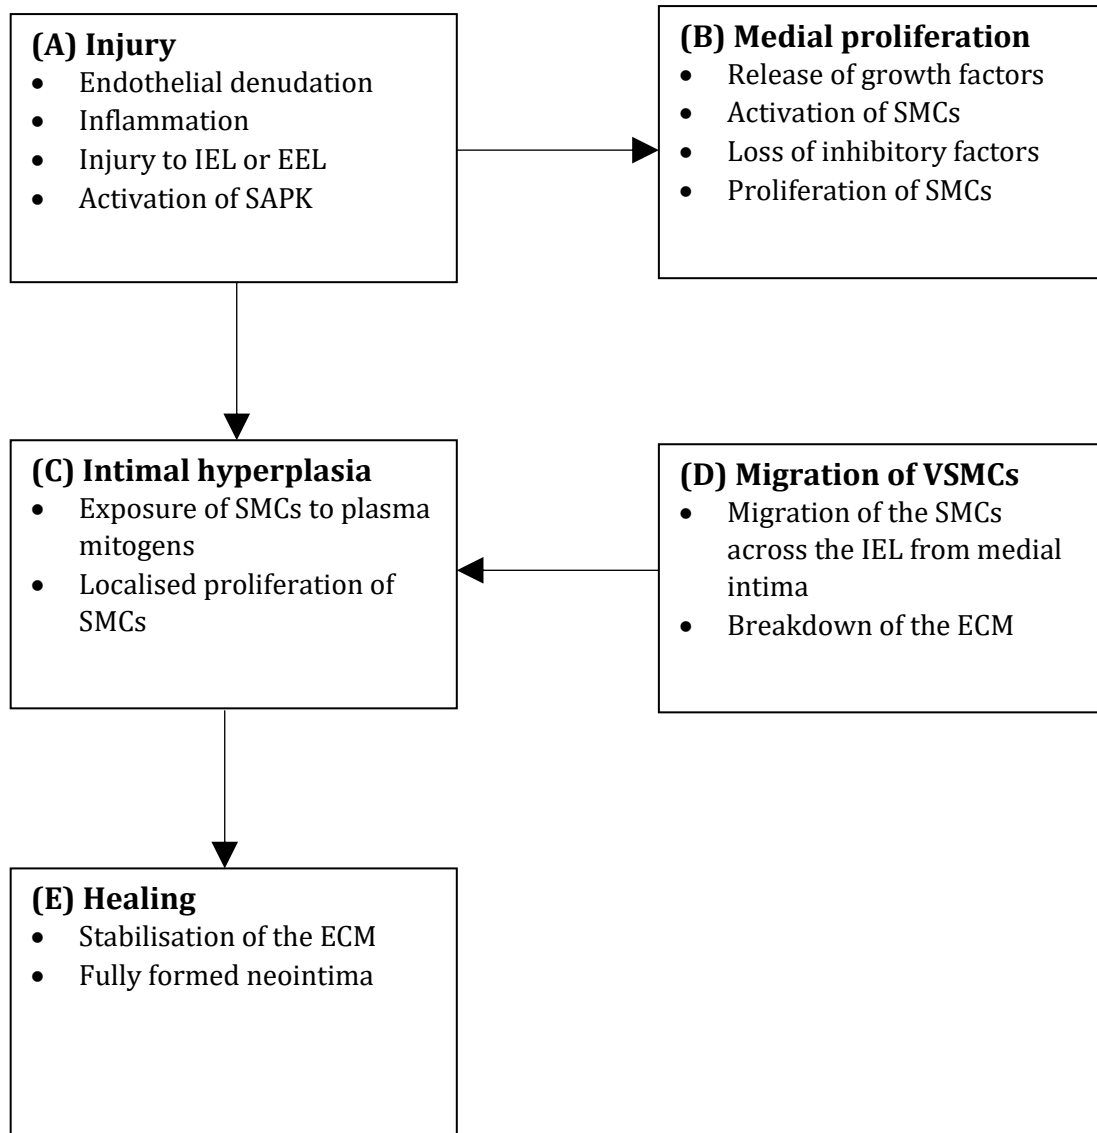 (A) Injury
• Endothelial denudation
• Inflammation
• Injury to IEL or EEL
• Activation of SAPK
(B) Medial proliferation
• Release of growth factors
• Activation of SMCs
• Loss of inhibitory factors
• Proliferation of SMCs
(C) Intimal hyperplasia
• Exposure of SMCs to plasma
mitogens
• Localised proliferation of
SMCs
(D) Migration of VSMCs
• Migration of the SMCs
across the IEL from medial
intima
• Breakdown of the ECM
(E) Healing
• Stabilisation of the ECM
• Fully formed neointima